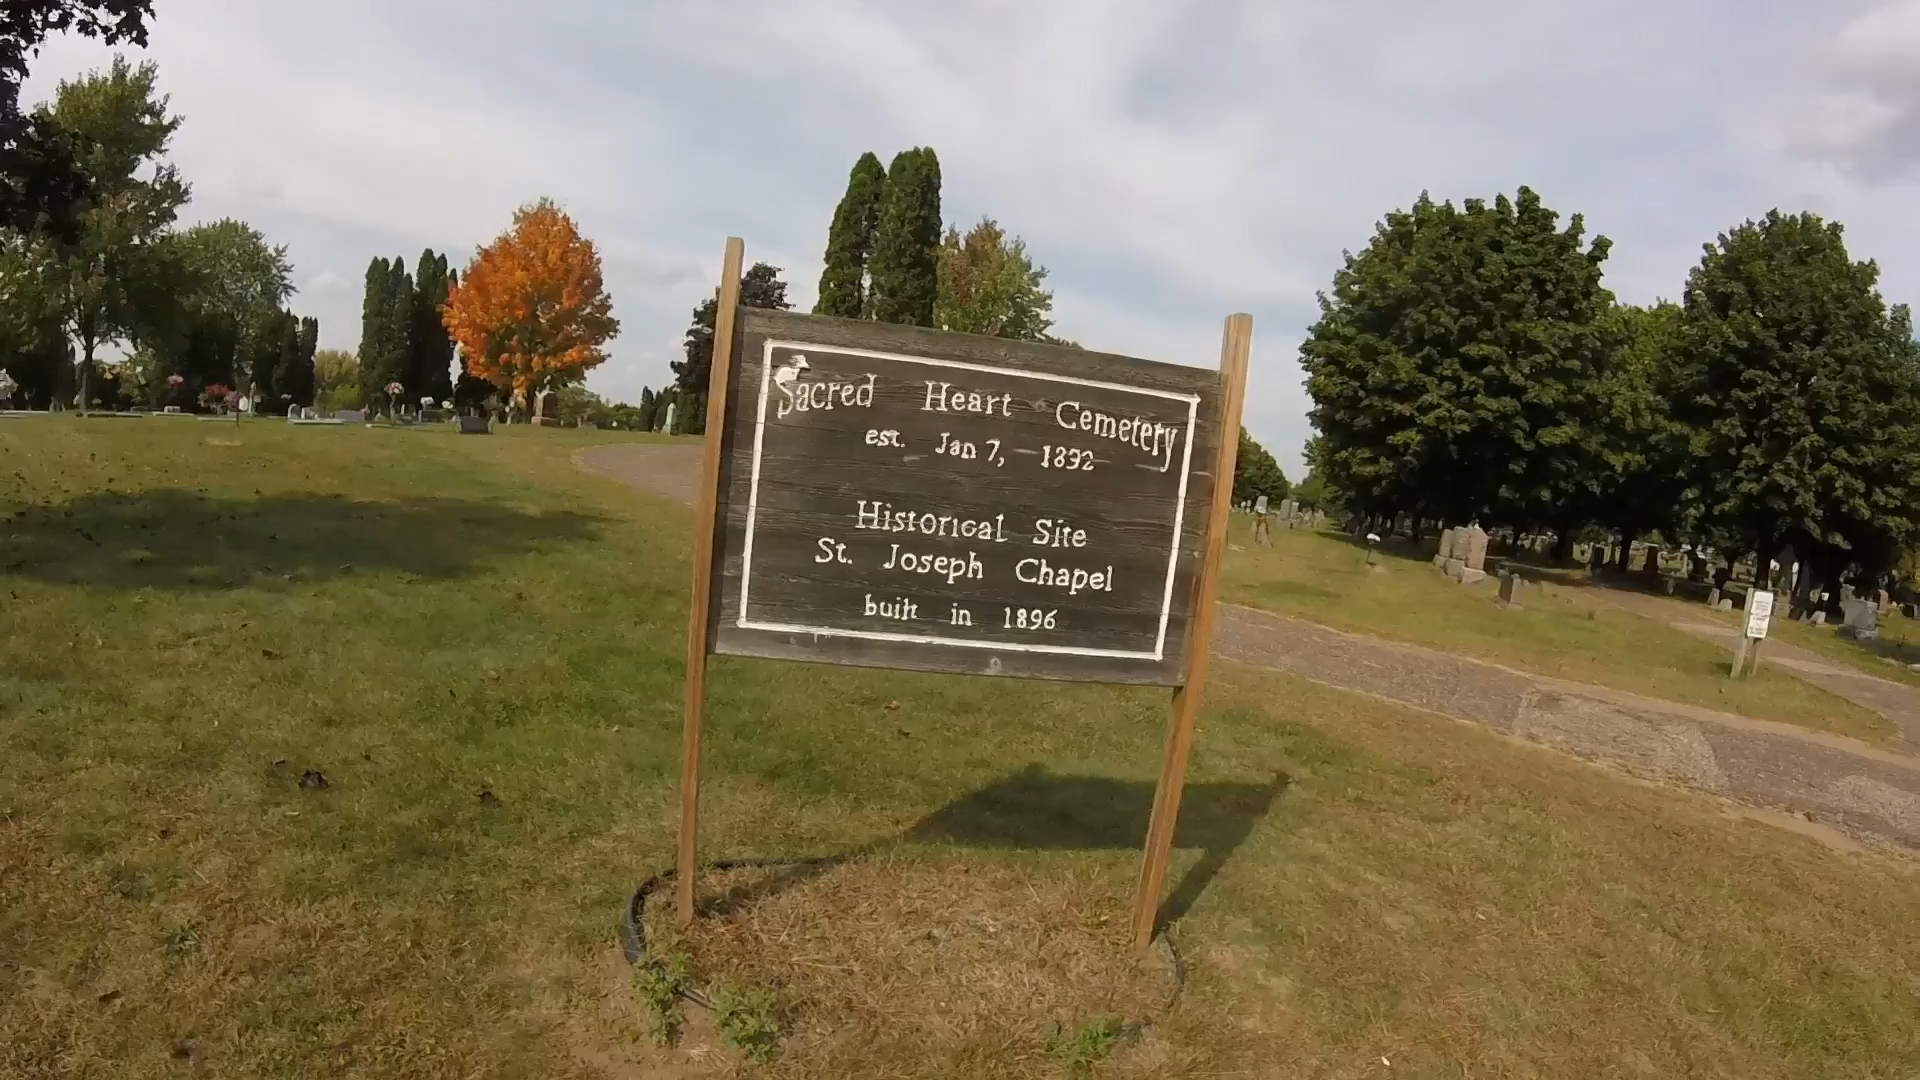 Sacred Heart Cemetery
est. Jan 7, 1892
Historical Site
St. Joseph Chapel
built in 1896